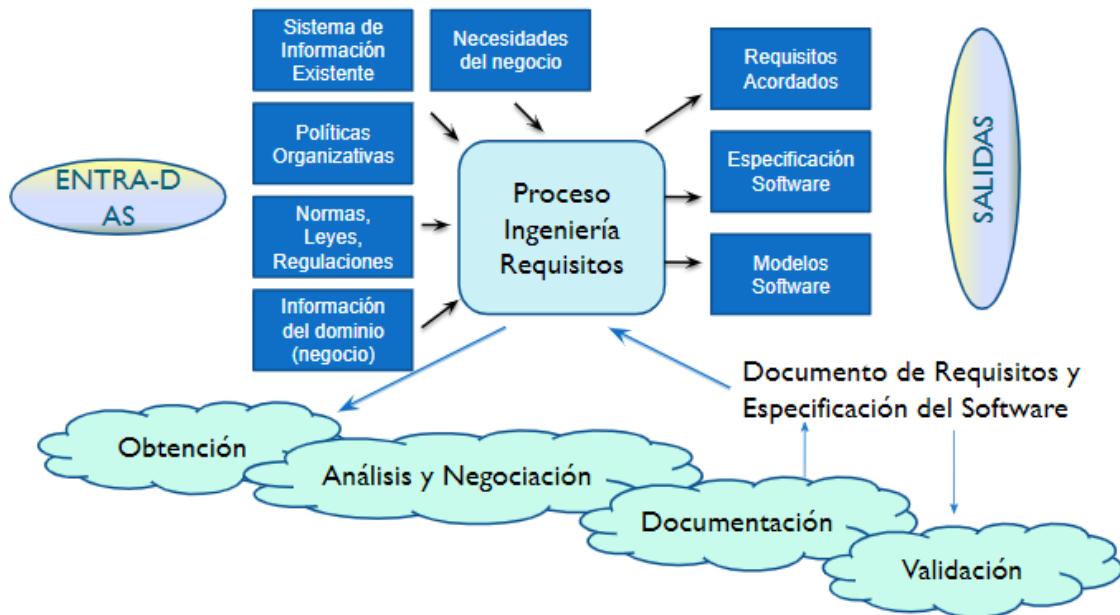 Sistema de
Información
Existente
Necesidades
del negocio
Requisitos
Acordados
Políticas
Organizativas
Especificación
Software
ENTRA-D
AS
Proceso
Ingeniería
Requisitos
SALIDAS
Normas,
Leyes,
Regulaciones
Modelos
Software
Información
del dominio
(negocio)
Documento de Requisitos y
Especificación del Software
Obtención
Análisis y Negociación
Documentación
Validación